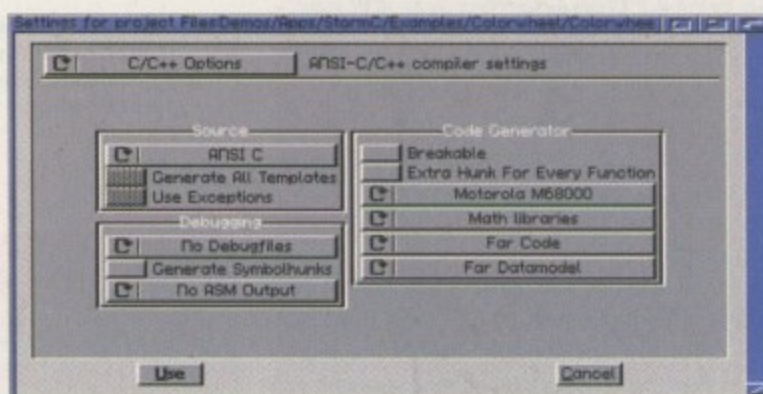 Settings for project Files:Demos/Apps/StormC/Examples/Colorwheel/Colorwhee
C/C++ Options
ANSI-C/C++ compiler settings
Source
ANSI C
Generate All Templates
Use Exceptions
Debugging
No Debugfiles
Generate Symbolhunks
No ASM Output
Code Generator
Breakable
Extra Hunk For Every Function
Motorola M68000
Math libraries
Far Code
Far Datamodel
Use
Cancel